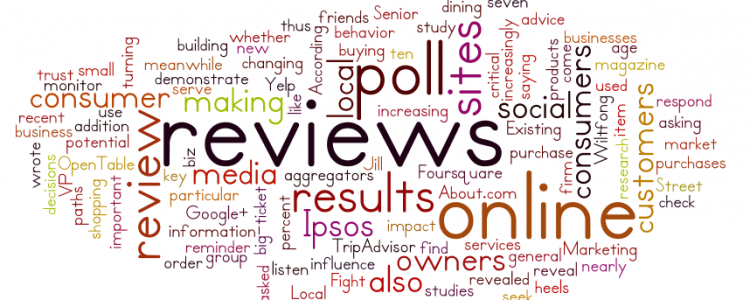 dining
seven
thus
whether
friends
Senior
advice
building
new
behavior
study
businesses
turning
meanwhile
changing
buying
ten
According
age
trust
small
demonstrate
Yelp
local
poll
sites
critical
increasingly
saying
products
come
consumers
magazine
monitor
serve
like
consumer
making
social
used
respond
recent
use
increasing
Existing
Wiltfong
item
asking
business
addition
reviews
customers
wrote
potential
review
biz
purchase
research
market
decisions
OpenTable
key
media
aggregators
Jill
Foursquare
firm
purchases
VP
paths
shopping
important
particular
results
About.com
Street
Google+
big-ticket
percent
online
check
information
Ipsos
impact
reminder
TripAdvisor
find
services
general
Marketing
order
group
asked
listen
influence
owners
revealed
reveal
nearly
Local
Fight
also
studies
seek
heels